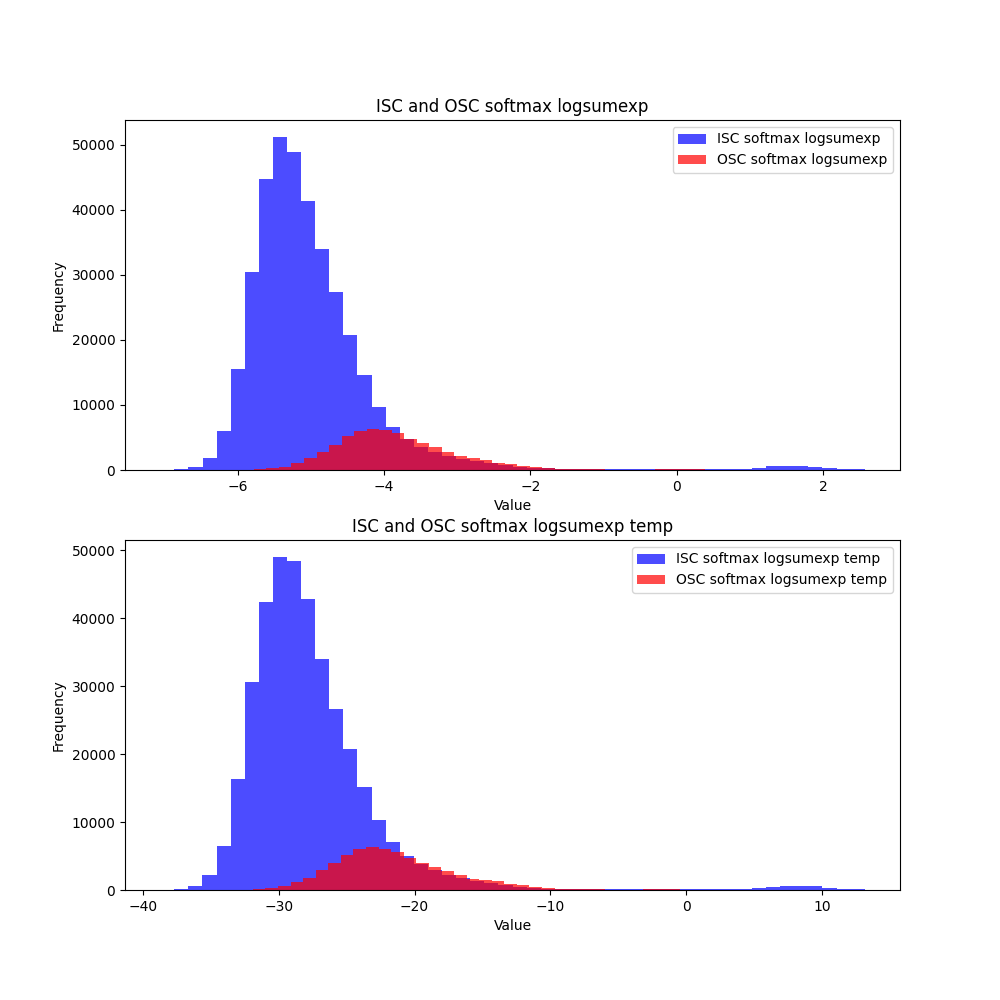 ISC and OSC softmax logsumexp
ISC softmax logsumexp
OSC softmax logsumexp
50000
40000
30000
20000
10000
0
Frequency
−6 −4 −2 0 2
Value
ISC and OSC softmax logsumexp temp
ISC softmax logsumexp temp
OSC softmax logsumexp temp
50000
40000
30000
20000
10000
0
Frequency
−40 −30 −20 −10 0 10
Value